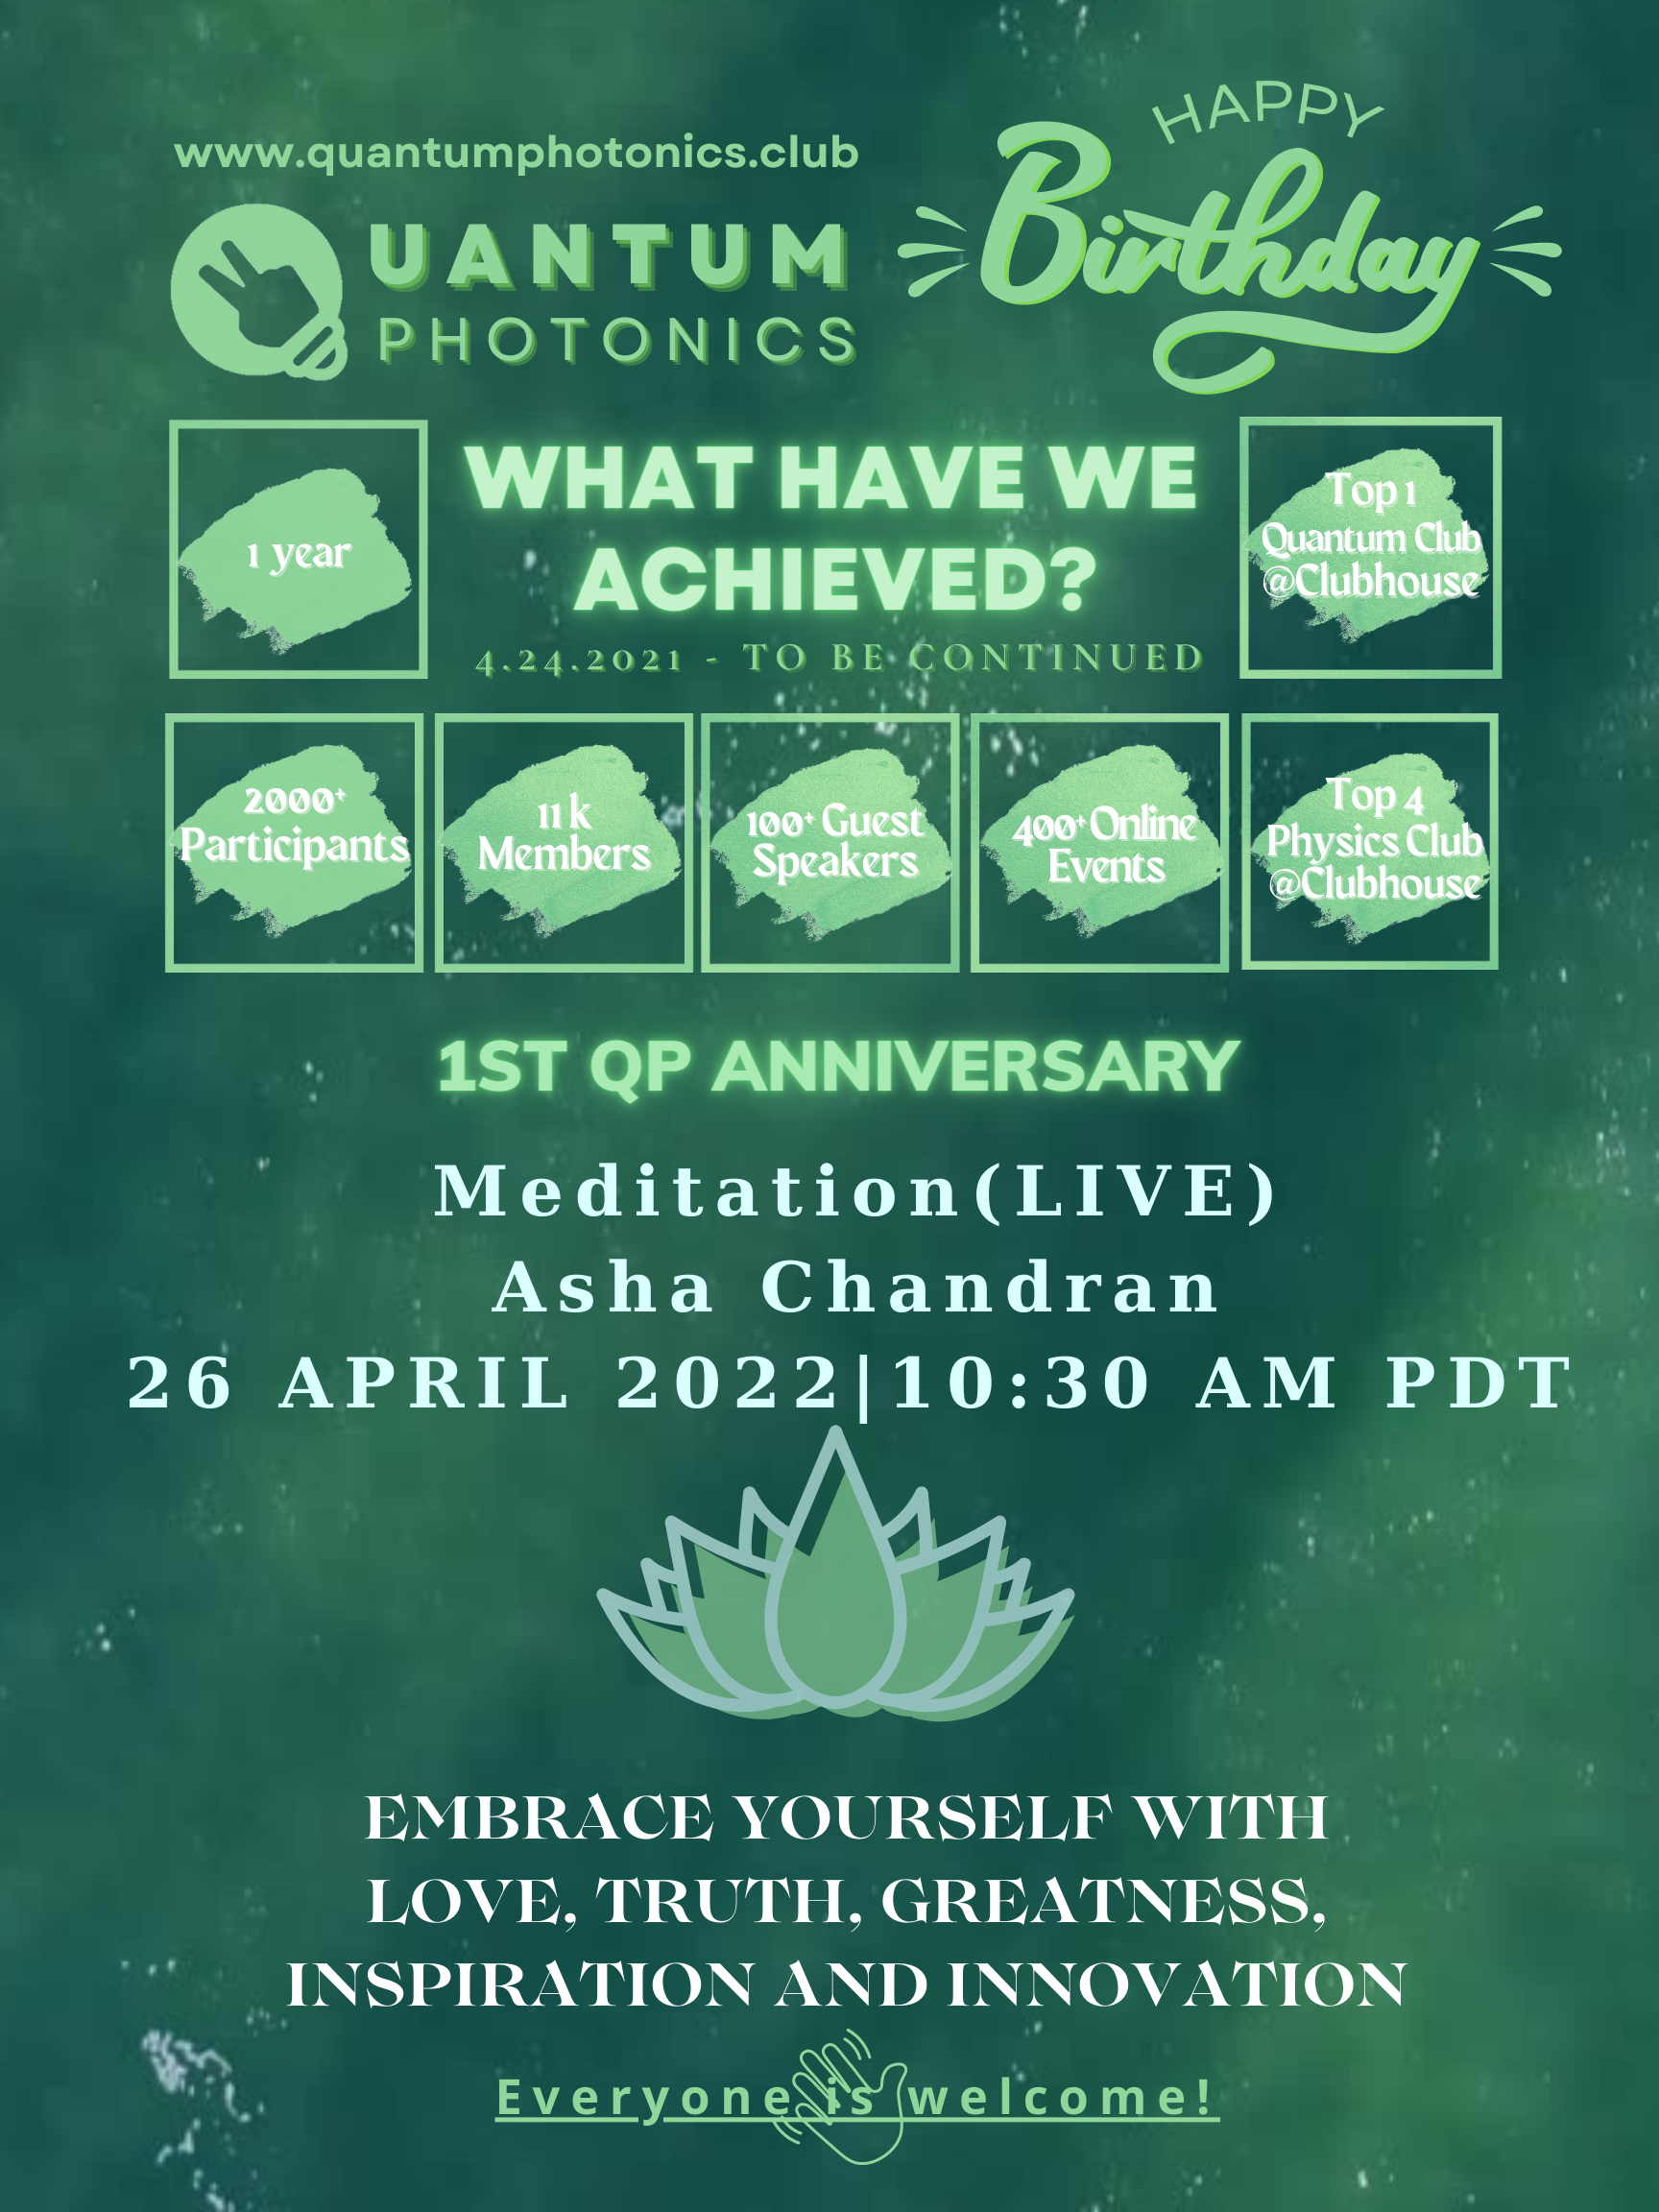 www.quantumphotonics.club
UANTUM
PHOTONICS
HAPPY
Birthday
1 year
WHAT HAVE WE
ACHIEVED?
4.24.2021 - TO BE CONTINUED
Top 1
Quantum Club
@Clubhouse
2000+
Participants
11 k
Members
100+ Guest
Speakers
400+ Online
Events
Top 4
Physics Club
@Clubhouse
1ST QP ANNIVERSARY
Meditation(LIVE)
Asha Chandran
26 APRIL 2022|10:30 AM PDT
EMBRACE YOURSELF WITH
LOVE, TRUTH, GREATNESS,
INSPIRATION AND INNOVATION
Everyone is welcome!